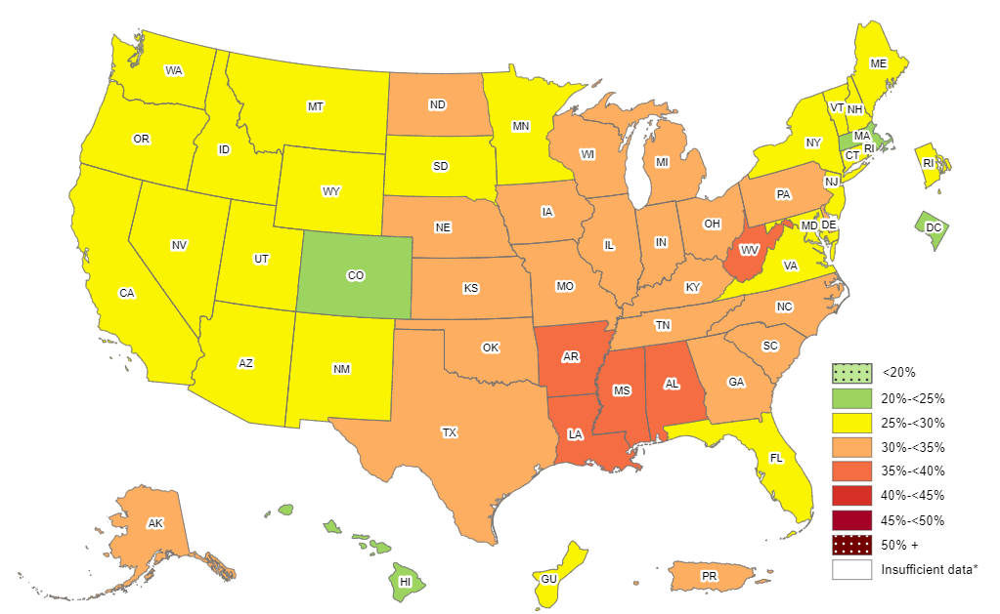 ME
WA
MT
ND
VT
NH
MN
OR
MA
NY
RI
ID
CT
WI
RI
MI
SD
NJ
WY
PA
IA
OH
MD
DE
NE
DC
IN
IL
NV
WV
UT
VA
CO
MO
KS
KY
CA
NC
TN
OK
SC
AR
AZ
NM
GA
AL
MS
<20%
20%-<25%
25%-<30%
LA
TX
30%-<35%
FL
35%-<40%
40%-<45%
45%-<50%
AK
50% +
Insufficient data*
PR
GU
HI